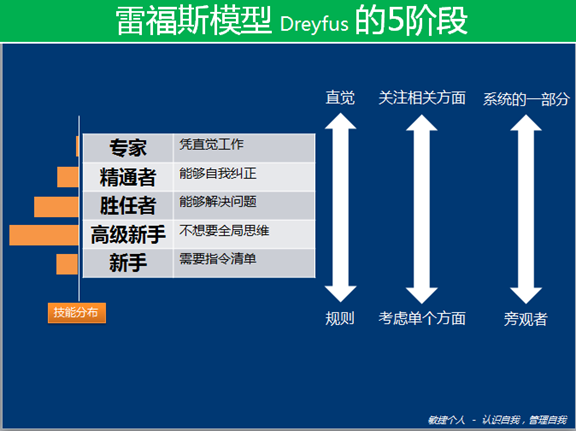 雷福斯模型 Dreyfus 的5阶段
直觉 关注相关方面 系统的一部分
专家 凭直觉工作
精通者 能够自我纠正
胜任者 能够解决问题
高级新手 不想要全局思维
新手 需要指令清单
技能分布
规则 考虑单个方面 旁观者
敏捷个人 - 认识自我，管理自我